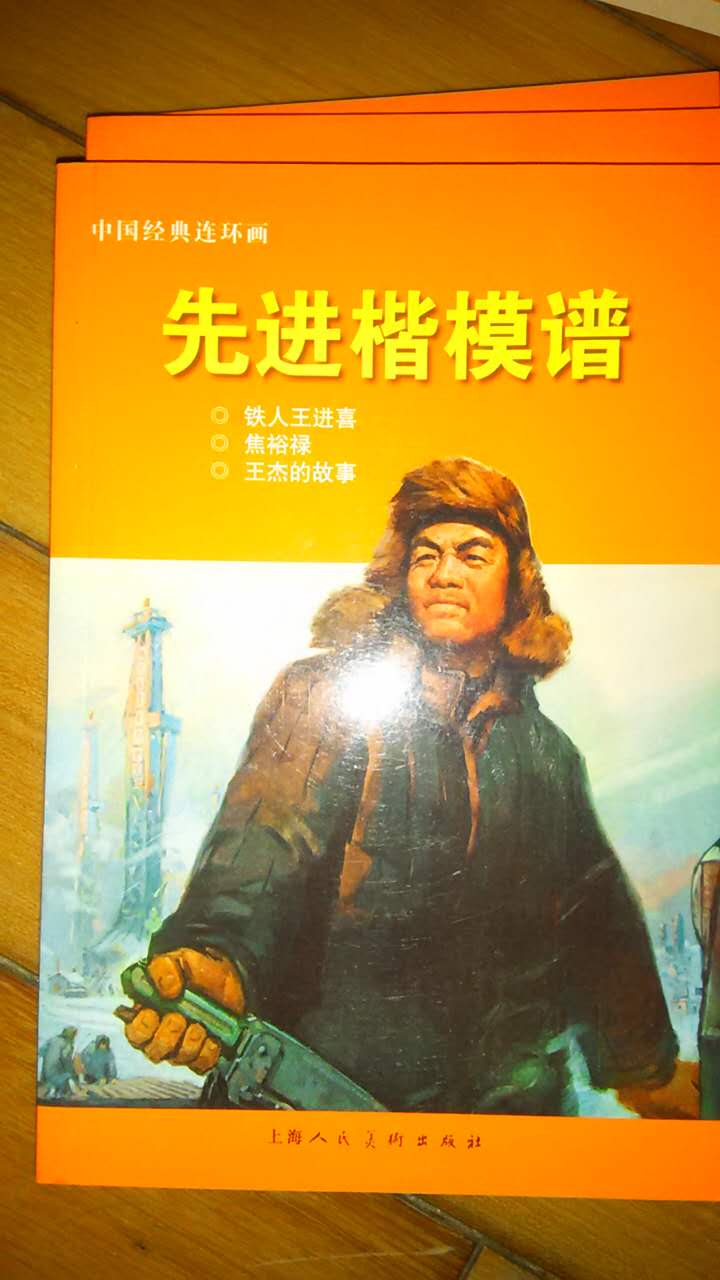 中国经典连环画
先进楷模谱
◎ 铁人王进喜
◎ 焦裕禄
◎ 王杰的故事
上海人民美術出版社